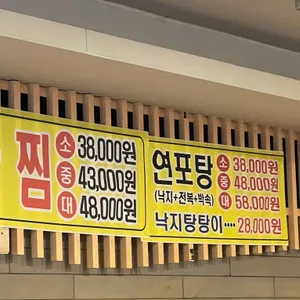 찜
소 38,000원
중 43,000원
대 48,000원
연포탕
(낙지+전복+박속)
소 38,000원
중 48,000원
대 58,000원
낙지탕탕이···· 28,000원